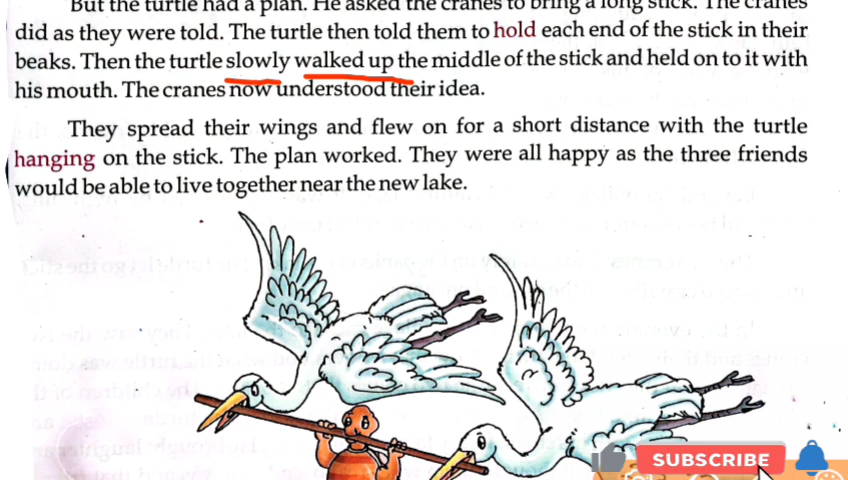 But the turtle had a plan. He asked the cranes to bring a long stick. The cranes
did as they were told. The turtle then told them to hold each end of the stick in their
beaks. Then the turtle slowly walked up the middle of the stick and held on to it with
his mouth. The cranes now understood their idea.
They spread their wings and flew on for a short distance with the turtle
hanging on the stick. The plan worked. They were all happy as the three friends
would be able to live together near the new lake.
SUBSCRIBE